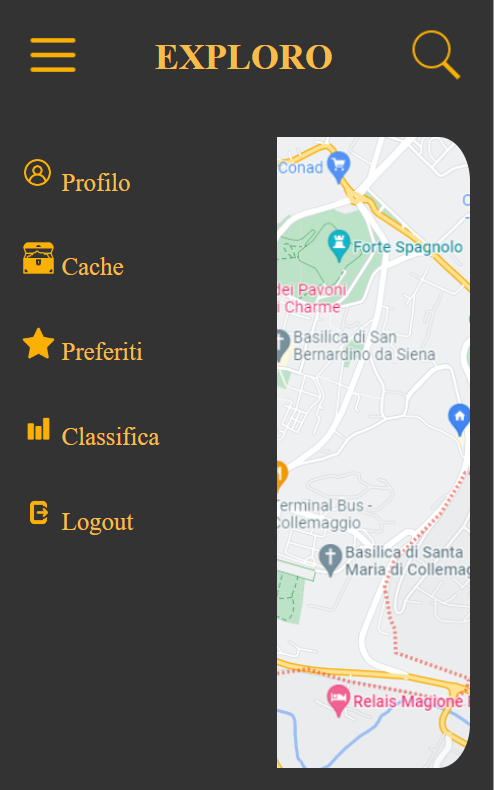 EXPLORO
Profilo
Cache
Preferiti
Classifica
Logout
Conad
Forte Spagnolo
dei Pavoni
Charme
Basilica di San
Bernardino da Siena
Terminal Bus -
Collemaggio
Basilica di Santa
Maria di Collemag
Relais Magione